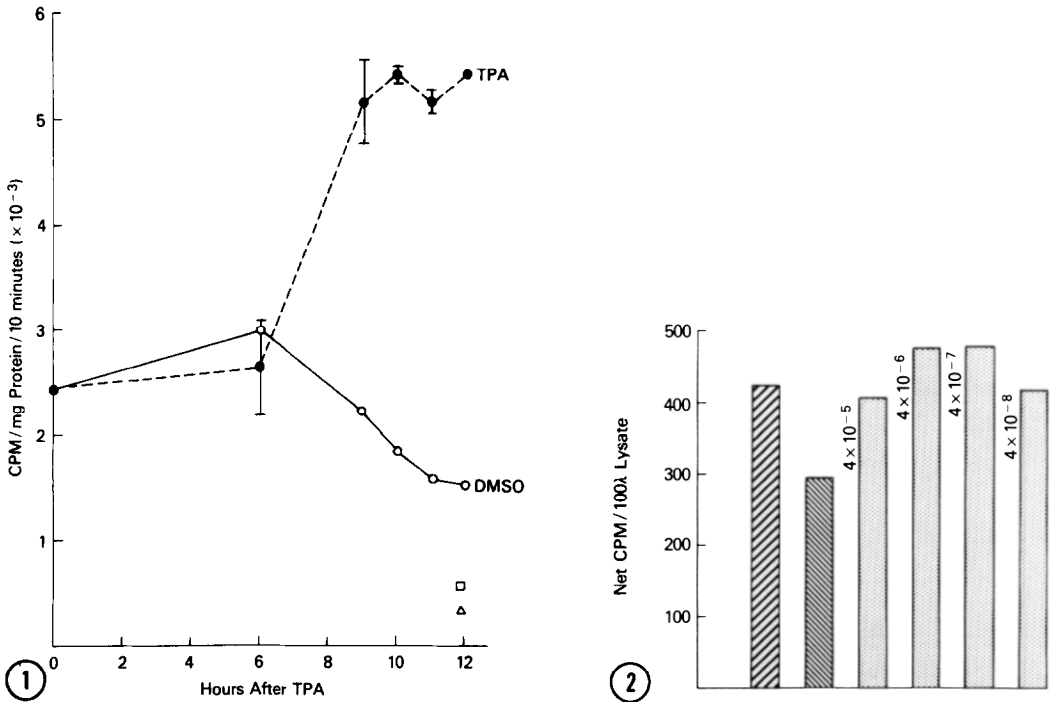 6
5
4
3
2
1
CPM/mg Protein/10 minutes (× 10⁻³)
TPA
DMSO
0 2 4 6 8 10 12
Hours After TPA
1
500
400
300
200
100
Net CPM/100λ Lysate
4 × 10⁻⁵
4 × 10⁻⁶
4 × 10⁻⁷
4 × 10⁻⁸
2